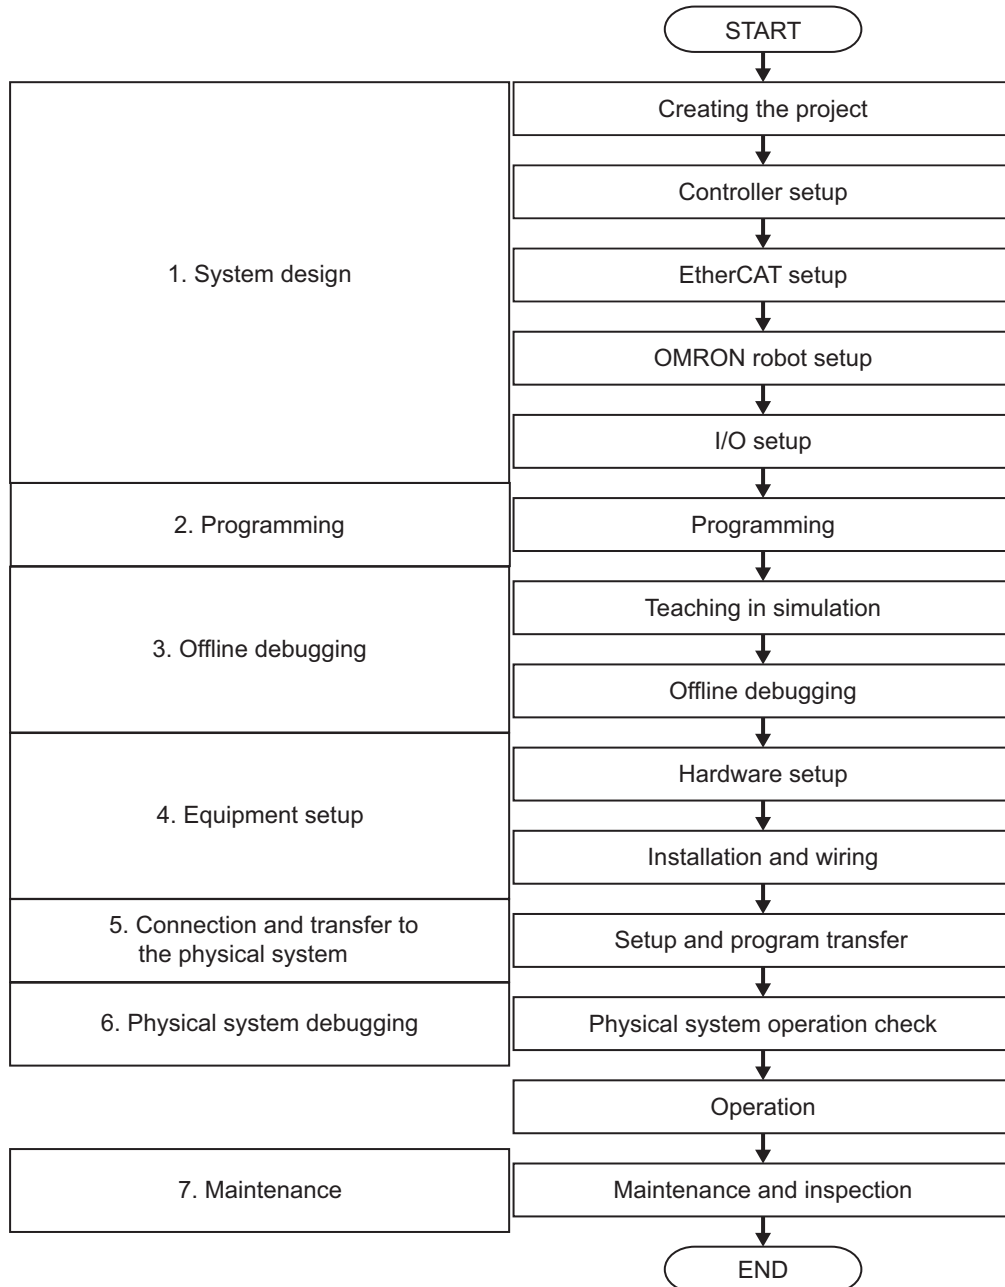 START
Creating the project
Controller setup
1. System design
EtherCAT setup
OMRON robot setup
I/O setup
2. Programming
Programming
Teaching in simulation
3. Offline debugging
Offline debugging
Hardware setup
4. Equipment setup
Installation and wiring
5. Connection and transfer to
the physical system
Setup and program transfer
6. Physical system debugging
Physical system operation check
Operation
7. Maintenance
Maintenance and inspection
END